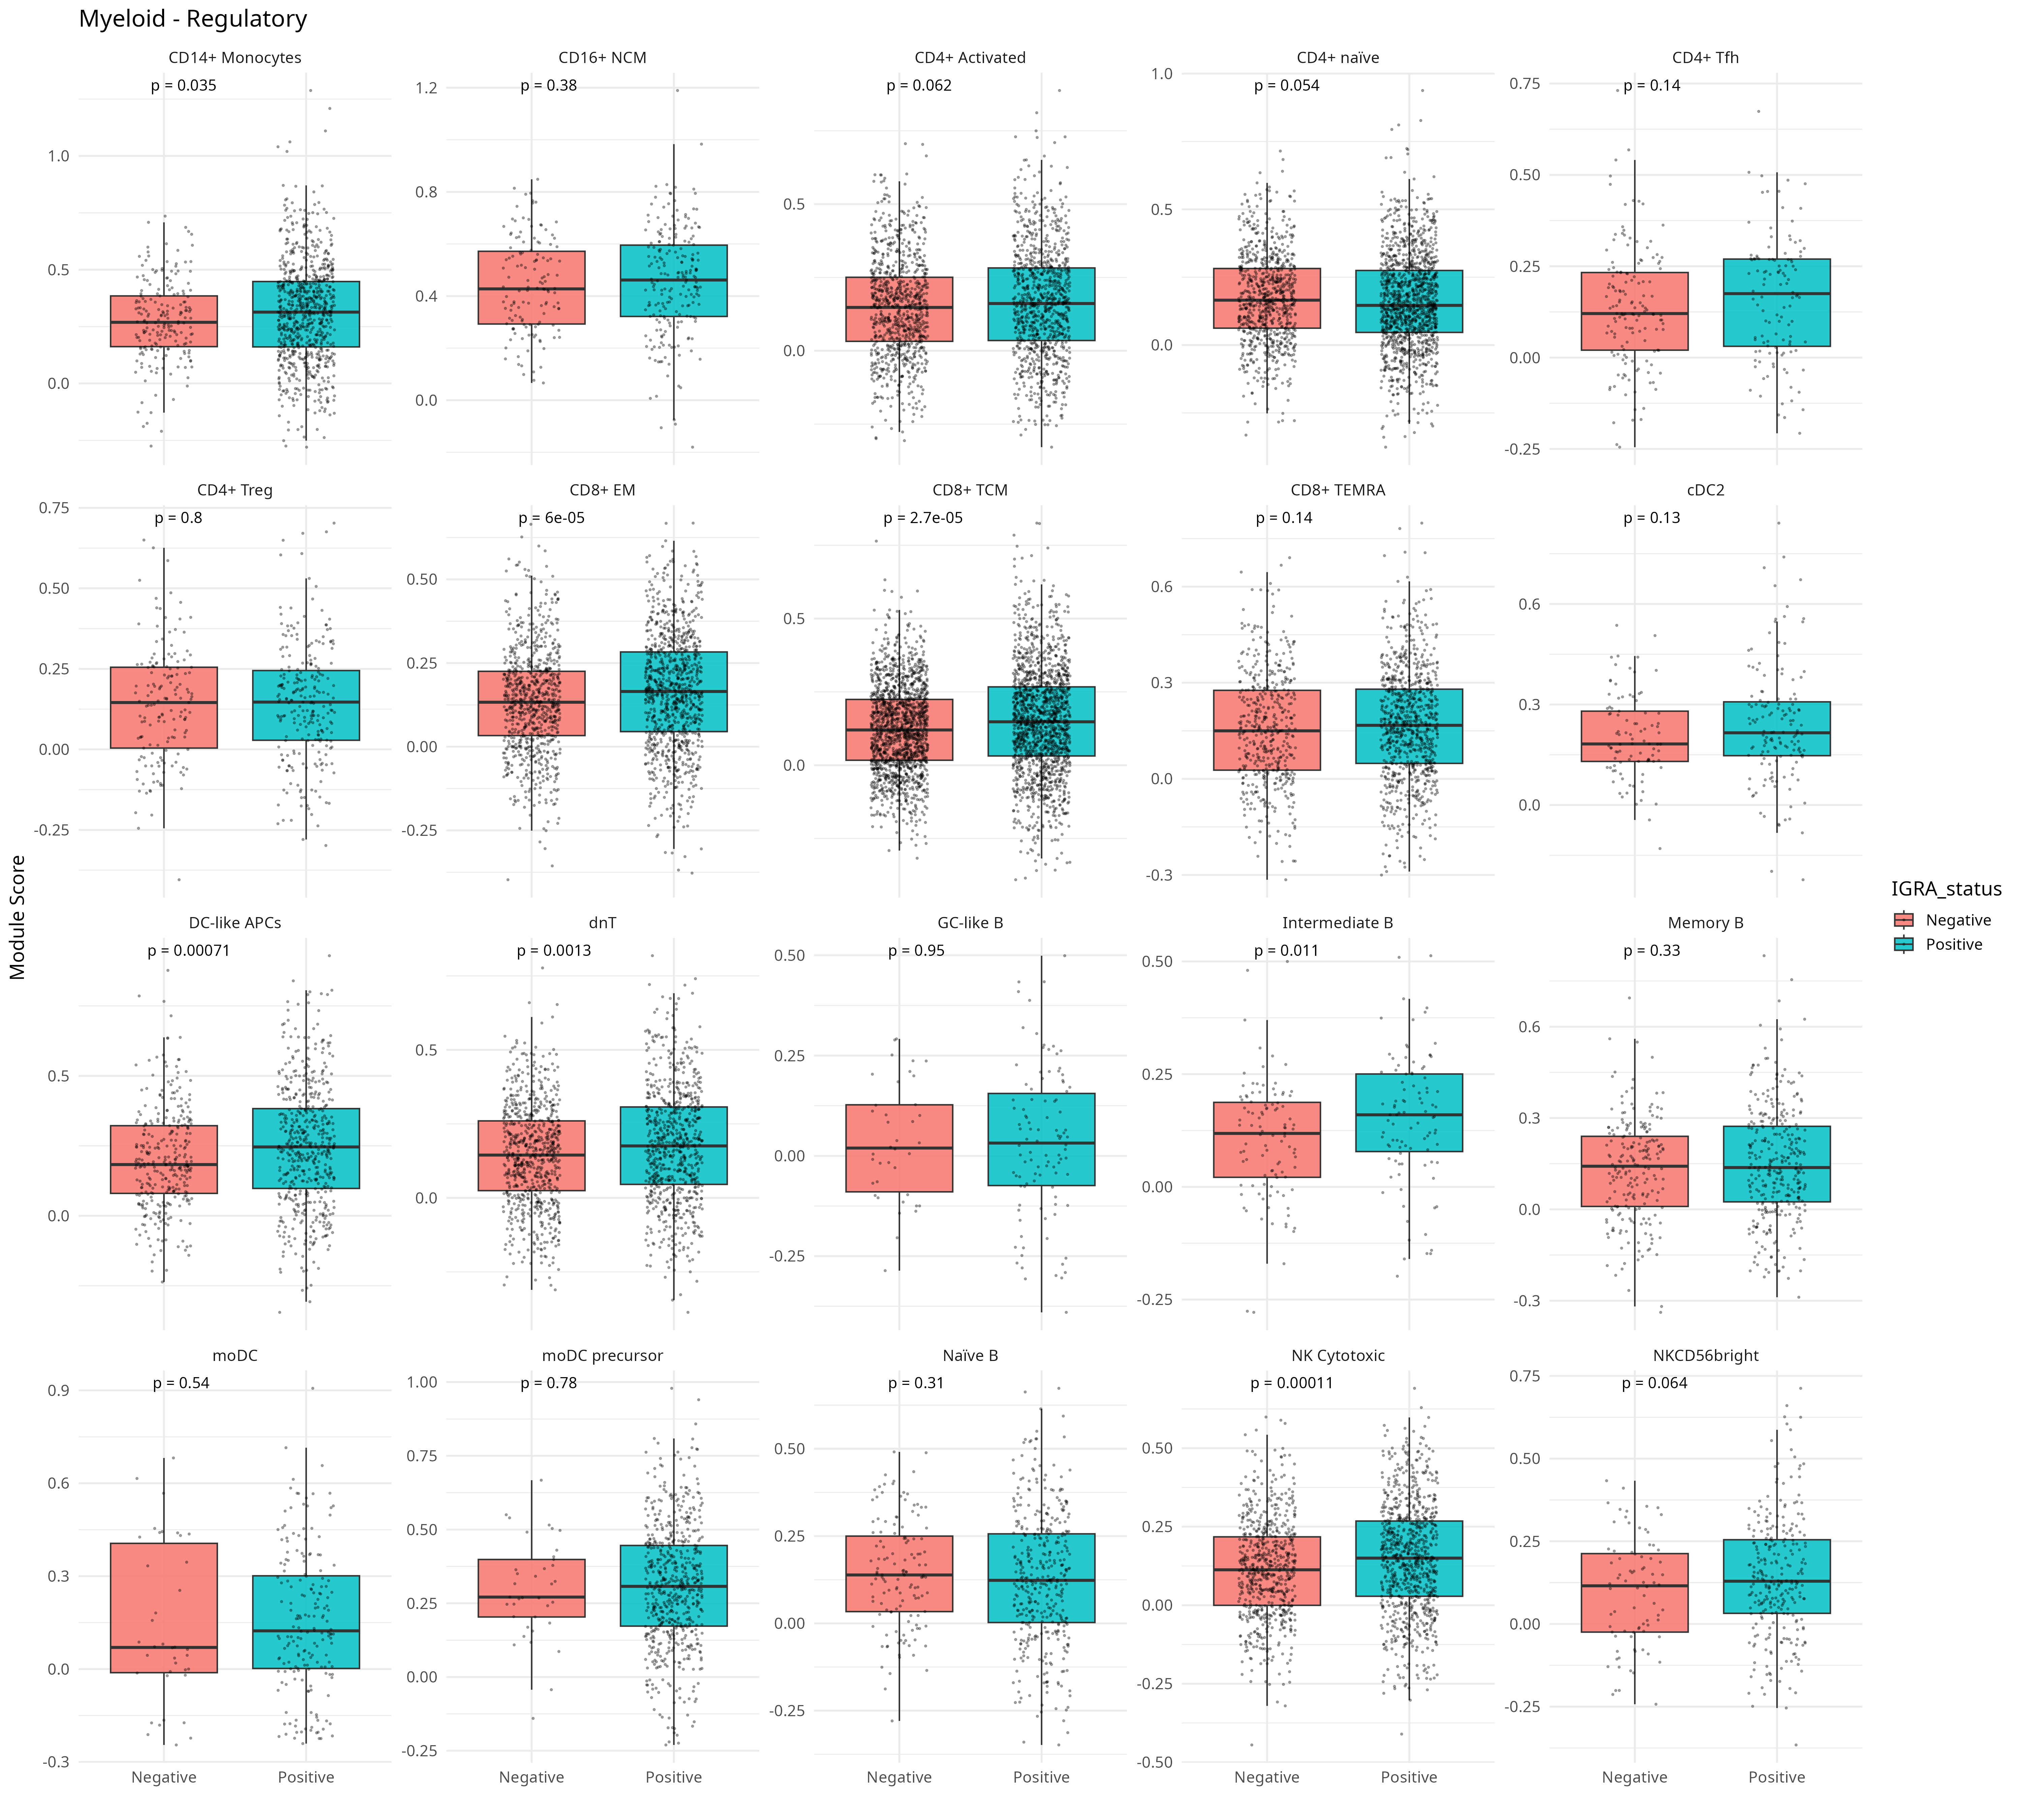 Myeloid - Regulatory
CD14+ Monocytes
CD16+ NCM
CD4+ Activated
CD4+ naïve
CD4+ Tfh
p = 0.035
p = 0.38
p = 0.062
p = 0.054
p = 0.14
1.0
0.5
0.0
1.2
0.8
0.4
0.0
0.5
0.0
1.0
0.5
0.0
0.75
0.50
0.25
0.00
-0.25
CD4+ Treg
CD8+ EM
CD8+ TCM
CD8+ TEMRA
cDC2
p = 0.8
p = 6e-05
p = 2.7e-05
p = 0.14
p = 0.13
0.75
0.50
0.25
0.00
-0.25
0.50
0.25
0.00
-0.25
0.5
0.0
0.6
0.3
0.0
-0.3
0.6
0.3
0.0
Module Score
IGRA_status
Negative
Positive
DC-like APCs
dnT
GC-like B
Intermediate B
Memory B
p = 0.00071
p = 0.0013
p = 0.95
p = 0.011
p = 0.33
0.5
0.0
0.5
0.0
0.50
0.25
0.00
-0.25
0.50
0.25
0.00
-0.25
0.6
0.3
0.0
-0.3
moDC
moDC precursor
Naïve B
NK Cytotoxic
NKCD56bright
p = 0.54
p = 0.78
p = 0.31
p = 0.00011
p = 0.064
0.9
0.6
0.3
0.0
-0.3
1.00
0.75
0.50
0.25
0.00
-0.25
0.50
0.25
0.00
-0.25
0.50
0.25
0.00
-0.25
-0.50
0.75
0.50
0.25
0.00
-0.25
Negative Positive
Negative Positive
Negative Positive
Negative Positive
Negative Positive